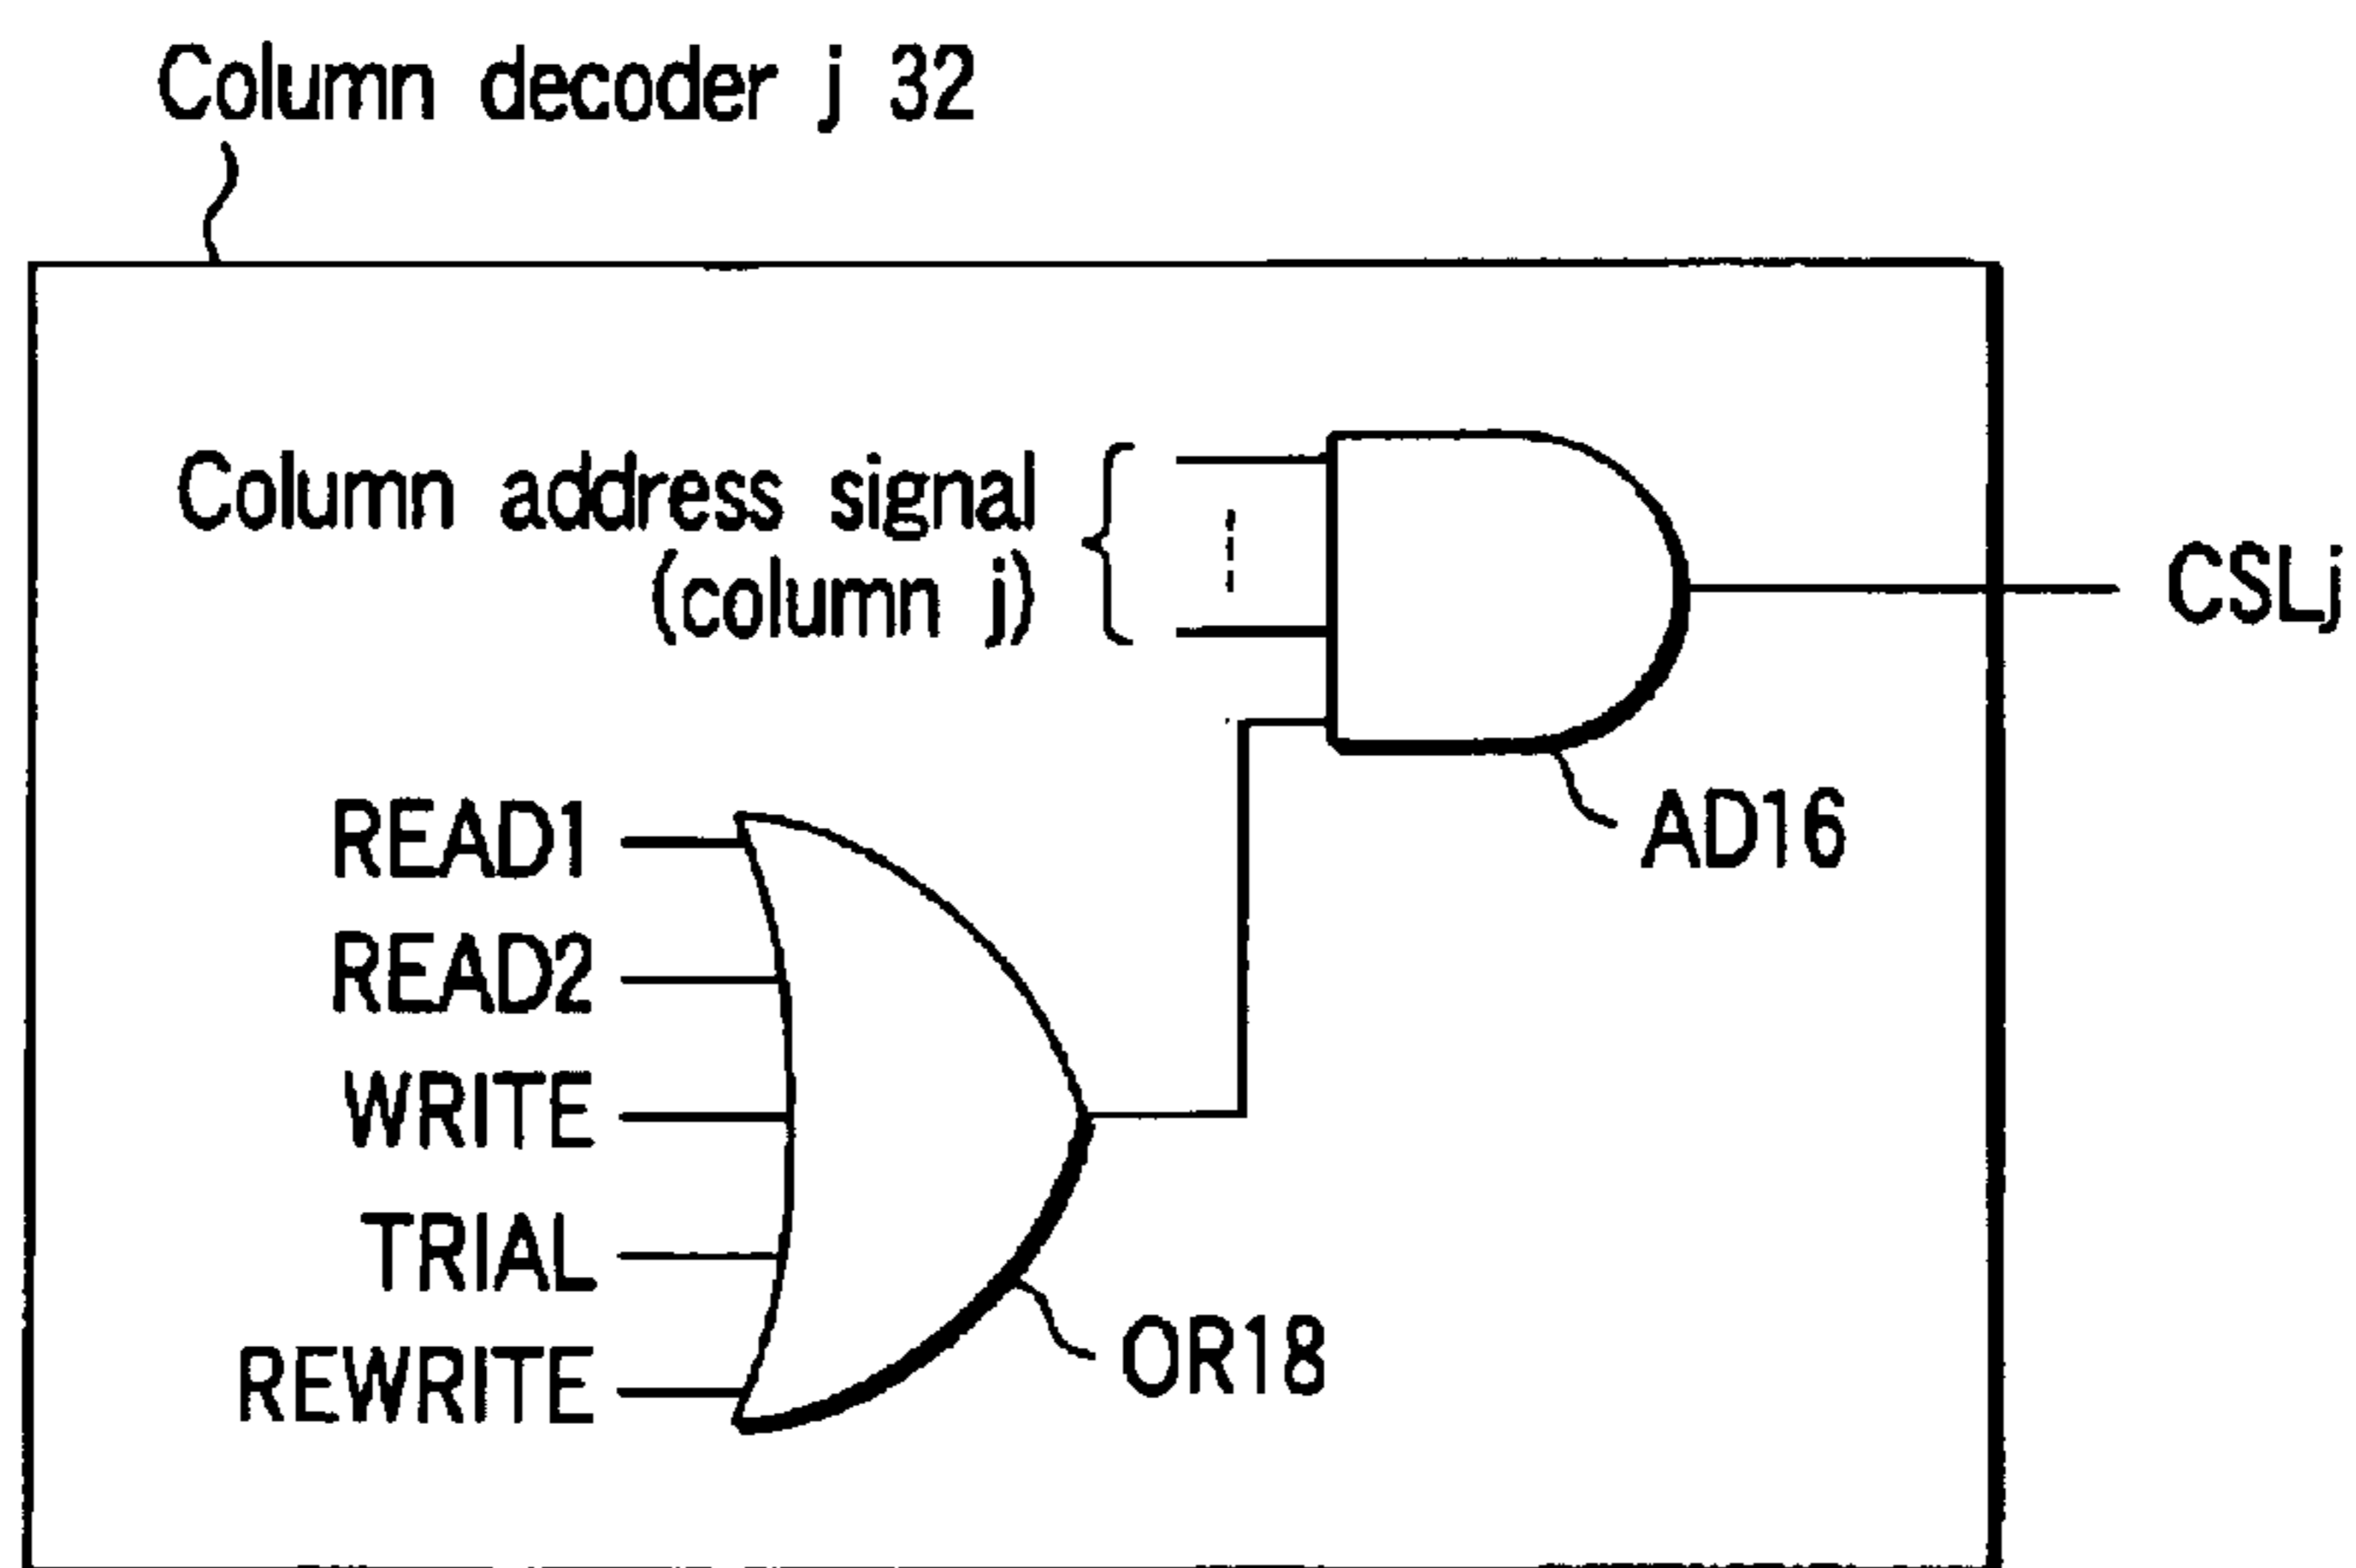 Column decoder j 32
Column address signal
(column j)
CSLj
AD16
READ1
READ2
WRITE
TRIAL
REWRITE
OR18